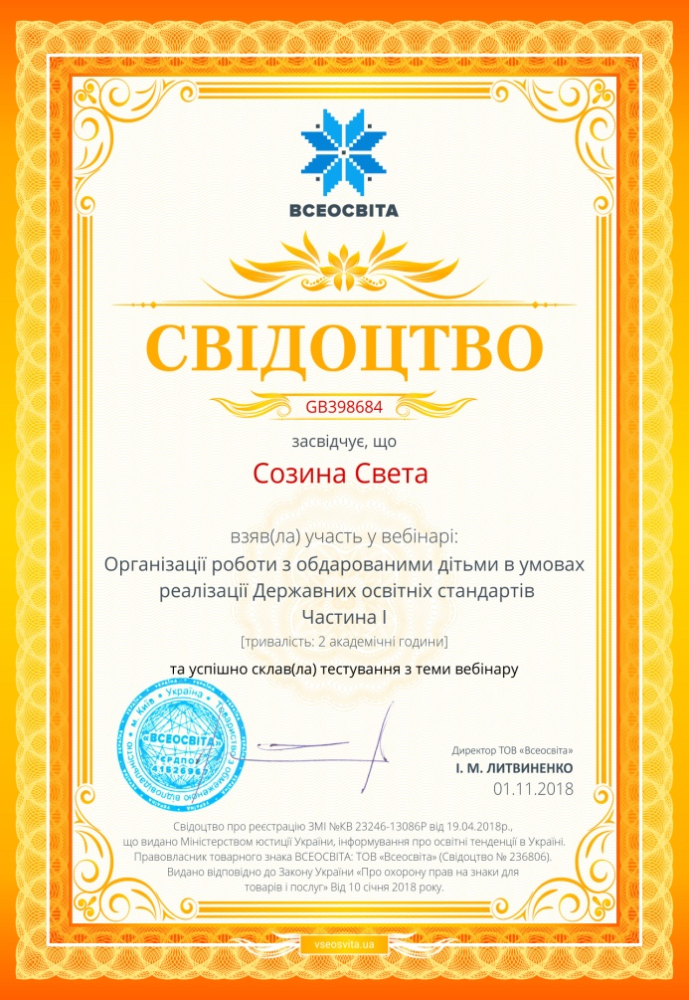 ВСЕОСВІТА
СВІДОЦТВО
GB398684
засвідчує, що
Созина Света
взяв(ла) участь у вебінарі:
Організації роботи з обдарованими дітьми в умовах
реалізації Державних освітніх стандартів
Частина І
[тривалість: 2 академічні години]
та успішно склав(ла) тестування з теми вебінару
м. Київ • Україна • Товариство з обмеженою відповідальністю
«ВСЕОСВІТА»
ЄРДПОУ
Директор ТОВ «Всеосвіта»
І. М. ЛИТВИНЕНКО
01.11.2018
Свідоцтво про реєстрацію ЗМІ №КВ 23246-13086Р від 19.04.2018р.,
що видано Міністерством юстиції України, інформування про освітні тенденції в Україні.
Правовласник товарного знака ВСЕОСВІТА: ТОВ «Всеосвіта» (Свідоцтво № 236806).
Видано відповідно до Закону України «Про охорону прав на знаки для
товарів і послуг» Від 10 січня 2018 року.
vseosvita.ua